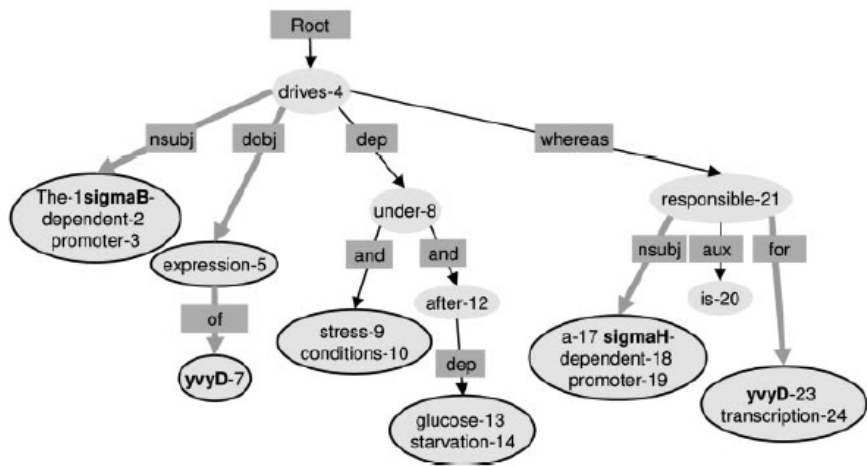 Root
drives-4
nsubj
dobj
dep
whereas
The-1sigmaB-
dependent-2
promoter-3
under-8
responsible-21
expression-5
and
and
nsubj
aux
for
of
after-12
is-20
stress-9
conditions-10
a-17 sigmaH-
dependent-18
promoter-19
yvyD-7
dep
yvyD-23
transcription-24
glucose-13
starvation-14